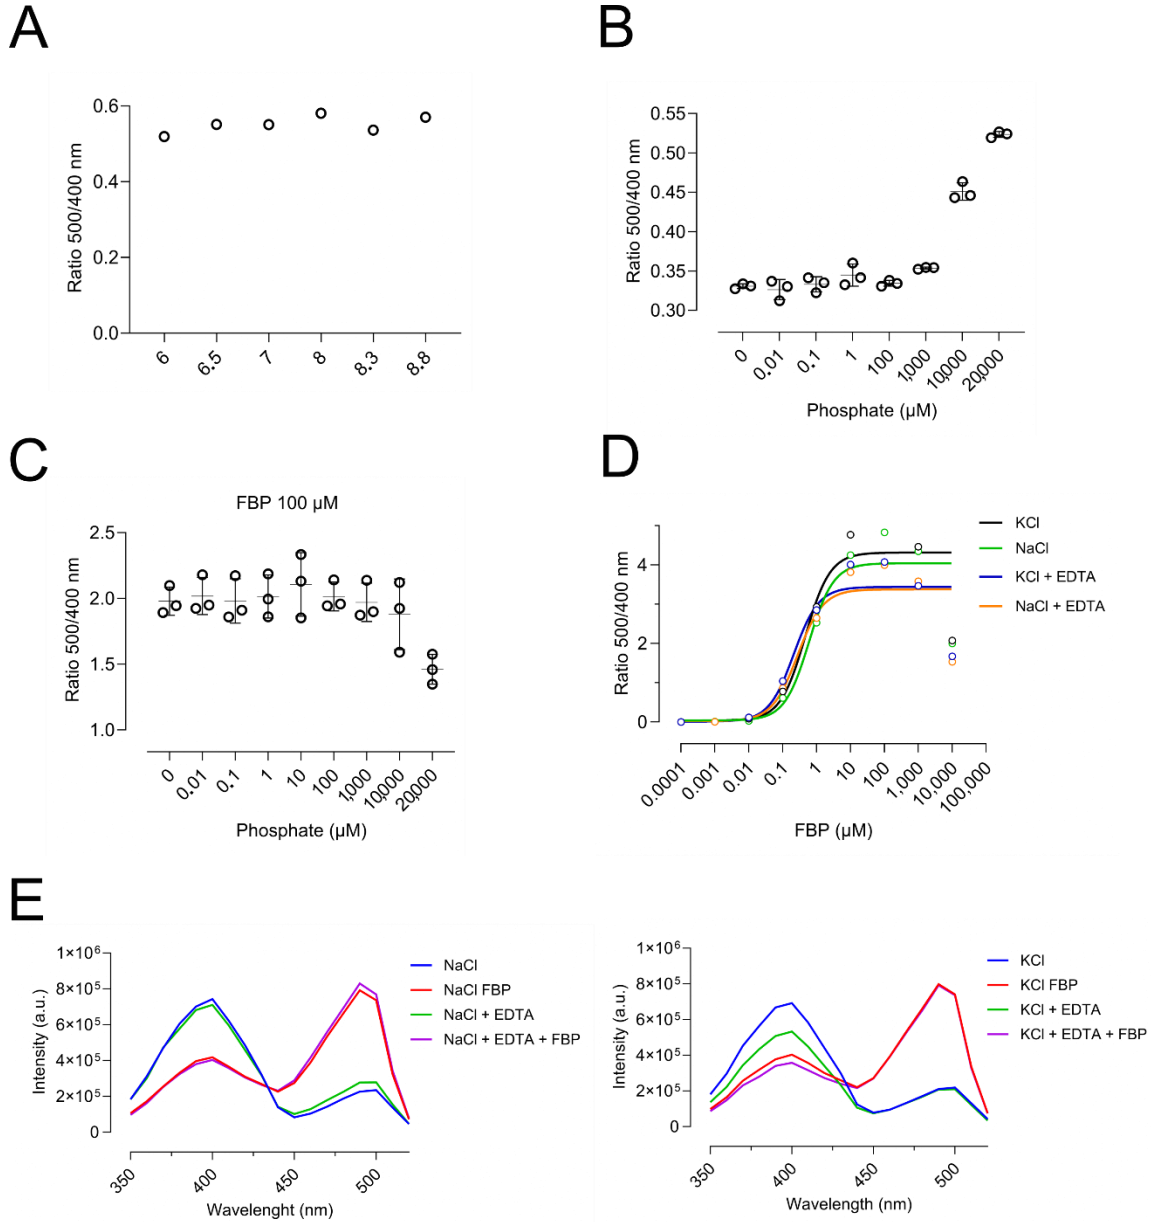 A
Ratio 500/400 nm
0.6
0.4
0.2
0.0
6
6.5
7
8
8.3
8.8
B
Ratio 500/400 nm
0.55
0.50
0.45
0.40
0.35
0.30
0
0.01
0.1
1
100
1,000
10,000
20,000
Phosphate (µM)
C
FBP 100 µM
Ratio 500/400 nm
2.5
2.0
1.5
1.0
0
0.01
0.1
1
10
100
1,000
10,000
20,000
Phosphate (µM)
D
Ratio 500/400 nm
4
2
0
0.0001
0.001
0.01
0.1
1
10
100
1,000
10,000
100,000
FBP (µM)
KCl
NaCl
KCl + EDTA
NaCl + EDTA
E
Intensity (a.u.)
1×10⁶
8×10⁵
6×10⁵
4×10⁵
2×10⁵
0
350
400
450
500
Wavelenght (nm)
NaCl
NaCl FBP
NaCl + EDTA
NaCl + EDTA + FBP
Intensity (a.u.)
1×10⁶
8×10⁵
6×10⁵
4×10⁵
2×10⁵
0
350
400
450
500
Wavelength (nm)
KCl
KCl FBP
KCl + EDTA
KCl + EDTA + FBP